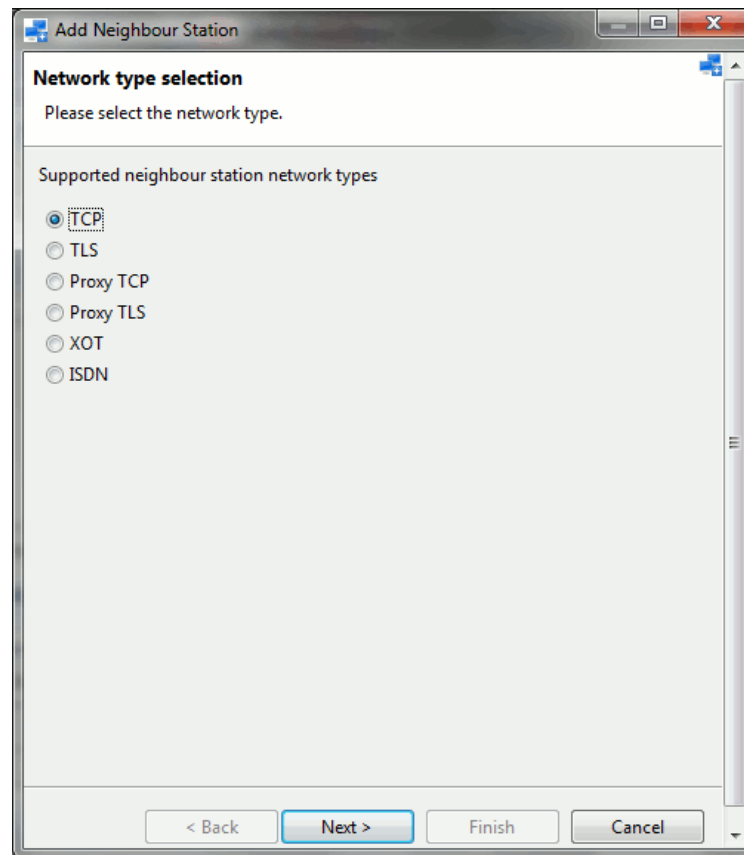 Add Neighbour Station
Network type selection
Please select the network type.
Supported neighbour station network types
TCP
TLS
Proxy TCP
Proxy TLS
XOT
ISDN
< Back Next > Finish Cancel